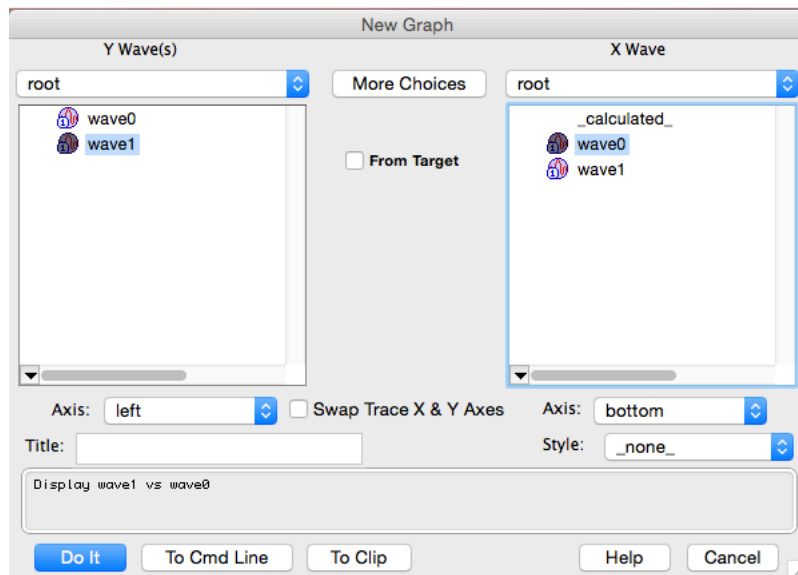 New Graph
Y Wave(s)
X Wave
root
More Choices
root
wave0
wave1
From Target
_calculated_
wave0
wave1
Axis:
left
Swap Trace X & Y Axes
Axis:
bottom
Title:
Style:
_none_
Display wave1 vs wave0
Do It
To Cmd Line
To Clip
Help
Cancel